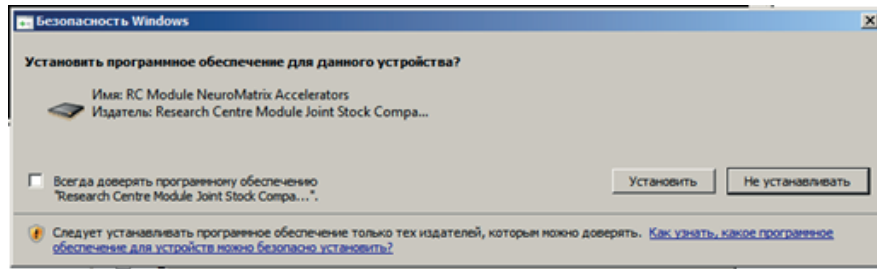 Безопасность Windows
Установить программное обеспечение для данного устройства?
Имя: RC Module NeuroMatrix Accelerators
Издатель: Research Centre Module Joint Stock Compa...
Всегда доверять программному обеспечению
"Research Centre Module Joint Stock Compa...".
Установить
Не устанавливать
Следует устанавливать программное обеспечение только тех издателей, которым можно доверять. Как узнать, какое программное
обеспечение для устройств можно безопасно установить?